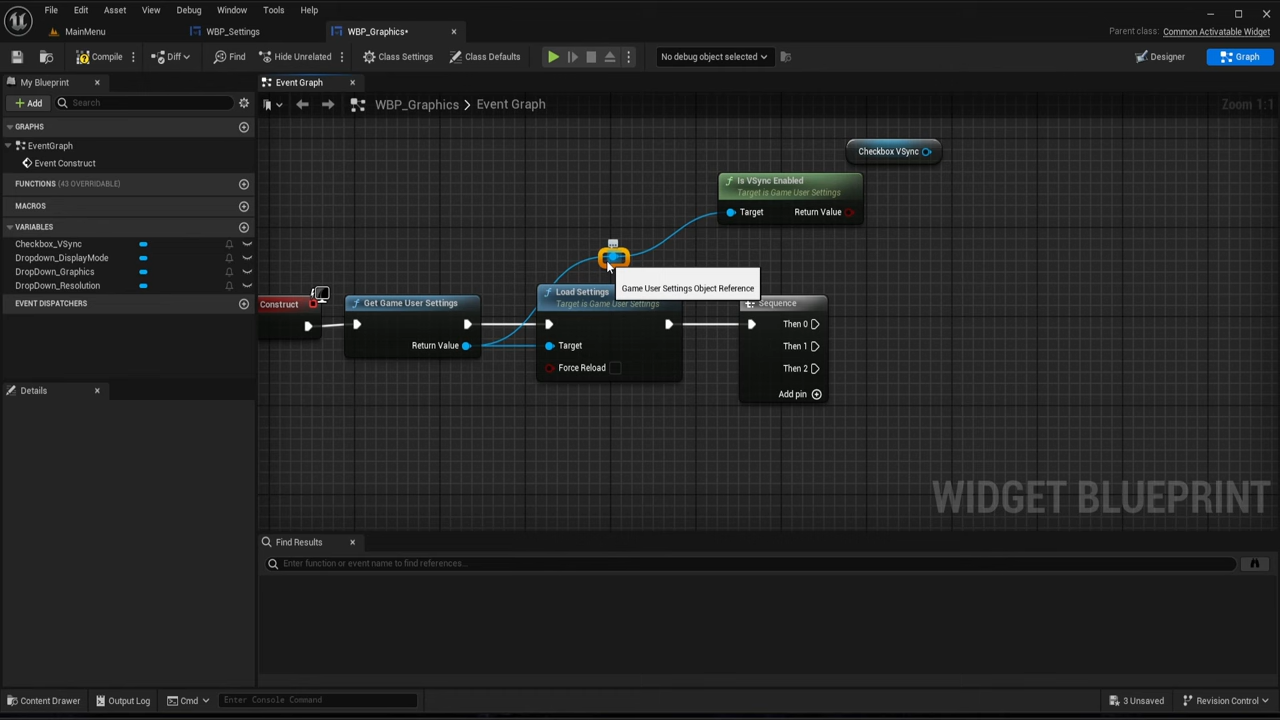 File Edit Asset View Debug Window Tools Help
MainMenu WBP_Settings WBP_Graphics•
Parent class: Common Activatable Widget
Compile Diff Find Hide Unrelated Class Settings Class Defaults No debug object selected Designer Graph
My Blueprint
Event Graph
Add Search
WBP_Graphics > Event Graph Zoom 1:1
GRAPHS
EventGraph
Event Construct
FUNCTIONS (43 OVERRIDABLE)
MACROS
VARIABLES
Checkbox_VSync
Dropdown_DisplayMode
DropDown_Graphics
DropDown_Resolution
EVENT DISPATCHERS
Details
Checkbox VSync
Is VSync Enabled
Target is Game User Settings
Target Return Value
Game User Settings Object Reference
Construct
Get Game User Settings
Return Value
Load Settings
Target is Game User Settings
Target
Force Reload
Sequence
Then 0
Then 1
Then 2
Add pin
WIDGET BLUEPRINT
Find Results
Enter function or event name to find references...
Content Drawer Output Log Cmd Enter Console Command 3 Unsaved Revision Control